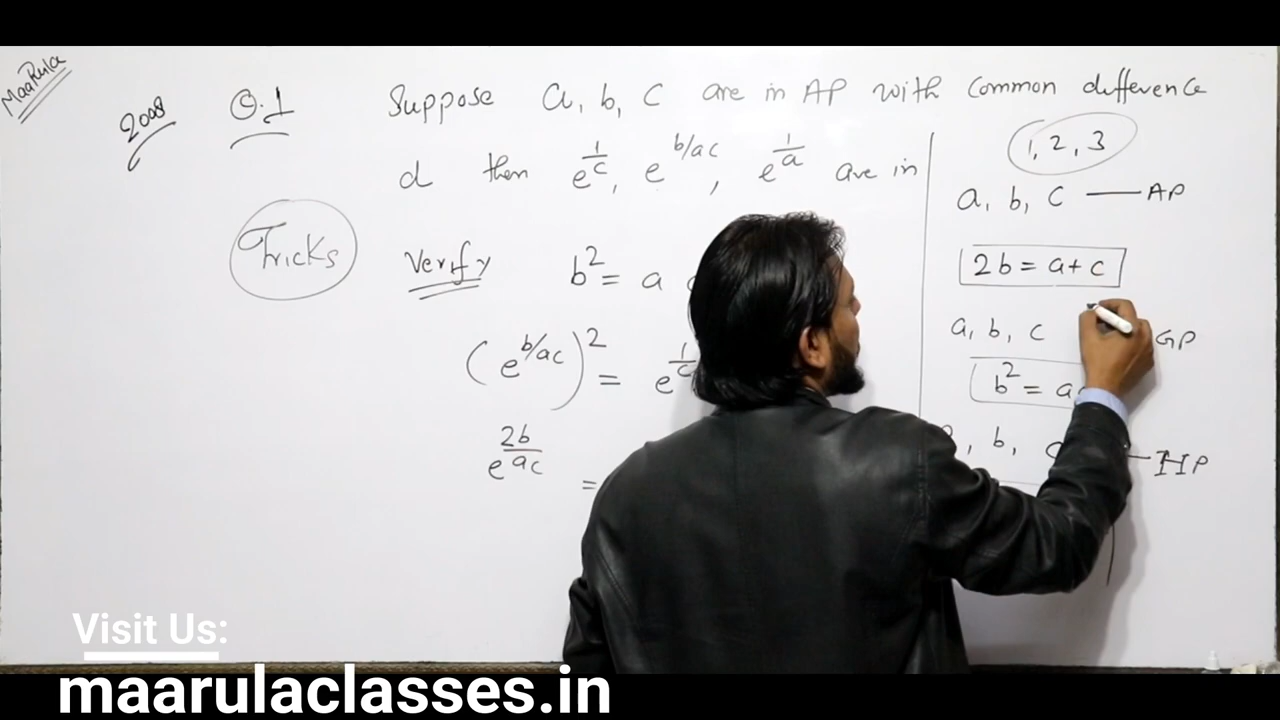 MaaRula
2008 Q.1 Suppose a, b, c are in AP with common difference
d then e^{1/c}, e^{b/ac}, e^{1/a} are in
1, 2, 3
a, b, c — AP
Tricks
Verify b² = a
2b = a + c
(e^{b/ac})² = e^{1/c}
a, b, c GP
b² = a
e^{2b/ac} =
, b, — HP
Visit Us:
maarulaclasses.in